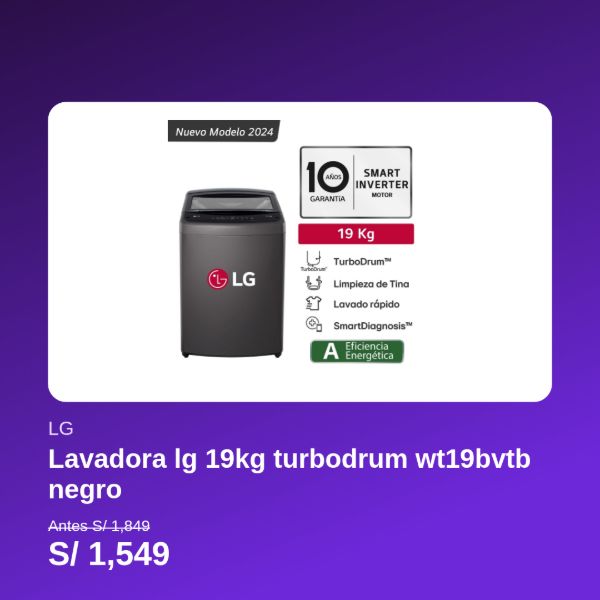 Nuevo Modelo 2024
10 AÑOS
GARANTÍA
SMART
INVERTER
MOTOR
19 Kg
LG
TurboDrum™
TurboDrum™
Limpieza de Tina
Lavado rápido
SmartDiagnosis™
A Eficiencia
Energética
LG
Lavadora lg 19kg turbodrum wt19bvtb
negro
Antes S/ 1,849
S/ 1,549